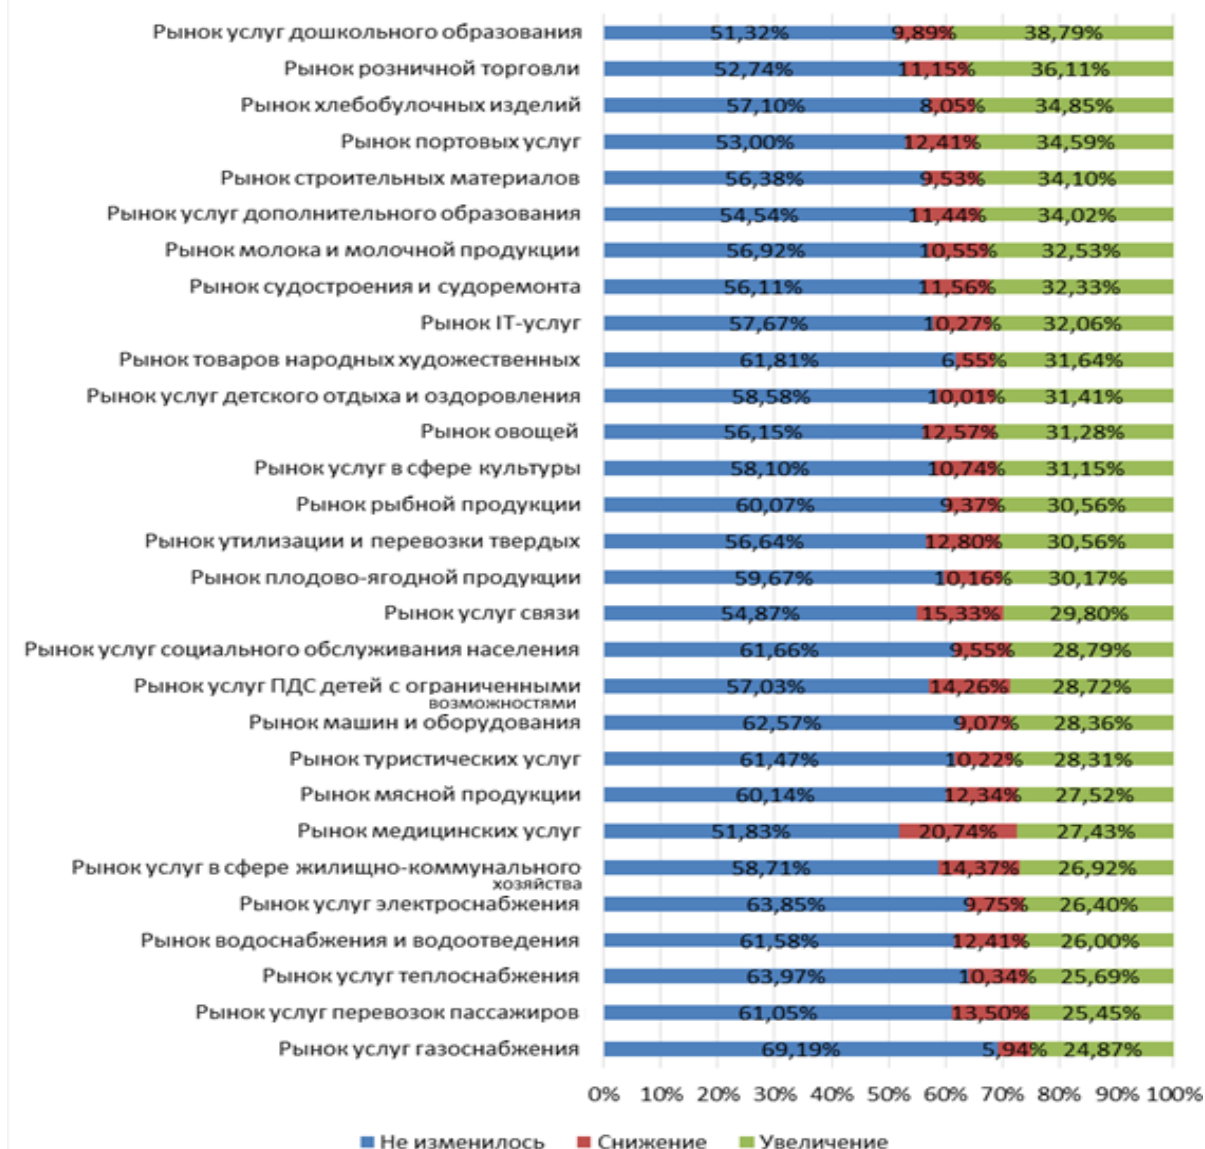 Рынок услуг дошкольного образования 51,32% 9,89% 38,79%
Рынок розничной торговли 52,74% 11,15% 36,11%
Рынок хлебобулочных изделий 57,10% 8,05% 34,85%
Рынок портовых услуг 53,00% 12,41% 34,59%
Рынок строительных материалов 56,38% 9,53% 34,10%
Рынок услуг дополнительного образования 54,54% 11,44% 34,02%
Рынок молока и молочной продукции 56,92% 10,55% 32,53%
Рынок судостроения и судоремонта 56,11% 11,56% 32,33%
Рынок IT-услуг 57,67% 10,27% 32,06%
Рынок товаров народных художественных 61,81% 6,55% 31,64%
Рынок услуг детского отдыха и оздоровления 58,58% 10,01% 31,41%
Рынок овощей 56,15% 12,57% 31,28%
Рынок услуг в сфере культуры 58,10% 10,74% 31,15%
Рынок рыбной продукции 60,07% 9,37% 30,56%
Рынок утилизации и перевозки твердых 56,64% 12,80% 30,56%
Рынок плодово-ягодной продукции 59,67% 10,16% 30,17%
Рынок услуг связи 54,87% 15,33% 29,80%
Рынок услуг социального обслуживания населения 61,66% 9,55% 28,79%
Рынок услуг ПДС детей с ограниченными 57,03% 14,26% 28,72%
возможностями
Рынок машин и оборудования 62,57% 9,07% 28,36%
Рынок туристических услуг 61,47% 10,22% 28,31%
Рынок мясной продукции 60,14% 12,34% 27,52%
Рынок медицинских услуг 51,83% 20,74% 27,43%
Рынок услуг в сфере жилищно-коммунального 58,71% 14,37% 26,92%
хозяйства
Рынок услуг электроснабжения 63,85% 9,75% 26,40%
Рынок водоснабжения и водоотведения 61,58% 12,41% 26,00%
Рынок услуг теплоснабжения 63,97% 10,34% 25,69%
Рынок услуг перевозок пассажиров 61,05% 13,50% 25,45%
Рынок услуг газоснабжения 69,19% 5,94% 24,87%
0% 10% 20% 30% 40% 50% 60% 70% 80% 90% 100%
Не изменилось Снижение Увеличение